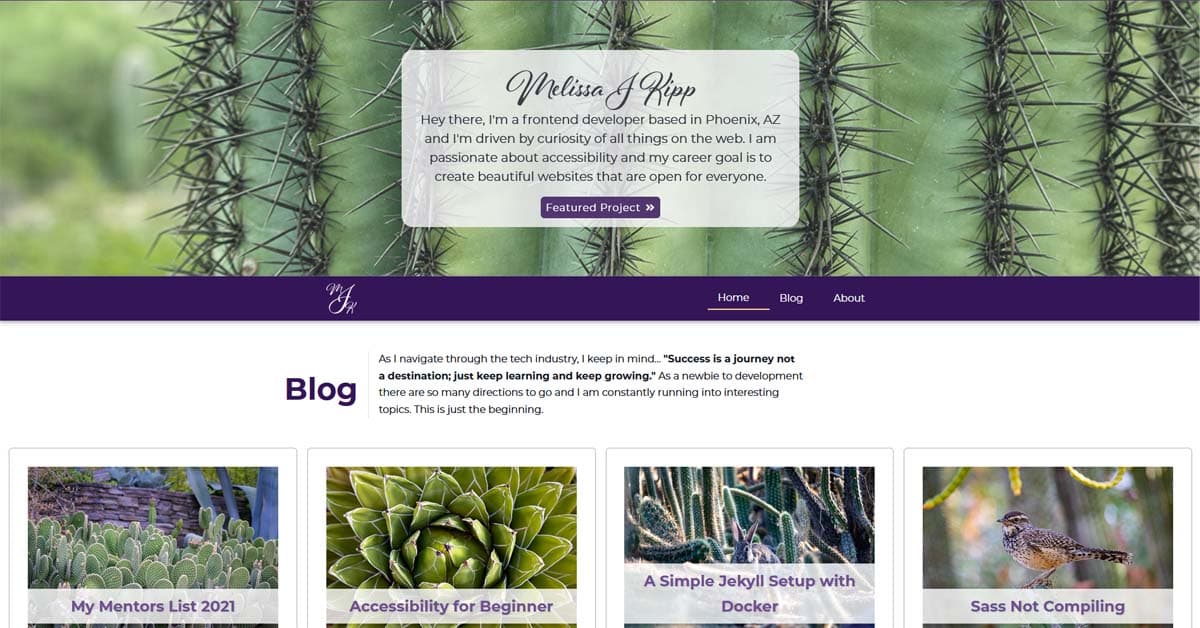 Melissa J Kipp
Hey there, I'm a frontend developer based in Phoenix, AZ
and I'm driven by curiosity of all things on the web. I am
passionate about accessibility and my career goal is to
create beautiful websites that are open for everyone.
Featured Project »
MJK
Home
Blog
About
Blog
As I navigate through the tech industry, I keep in mind... "Success is a journey not
a destination; just keep learning and keep growing." As a newbie to development
there are so many directions to go and I am constantly running into interesting
topics. This is just the beginning.
My Mentors List 2021
Accessibility for Beginner
A Simple Jekyll Setup with
Docker
Sass Not Compiling